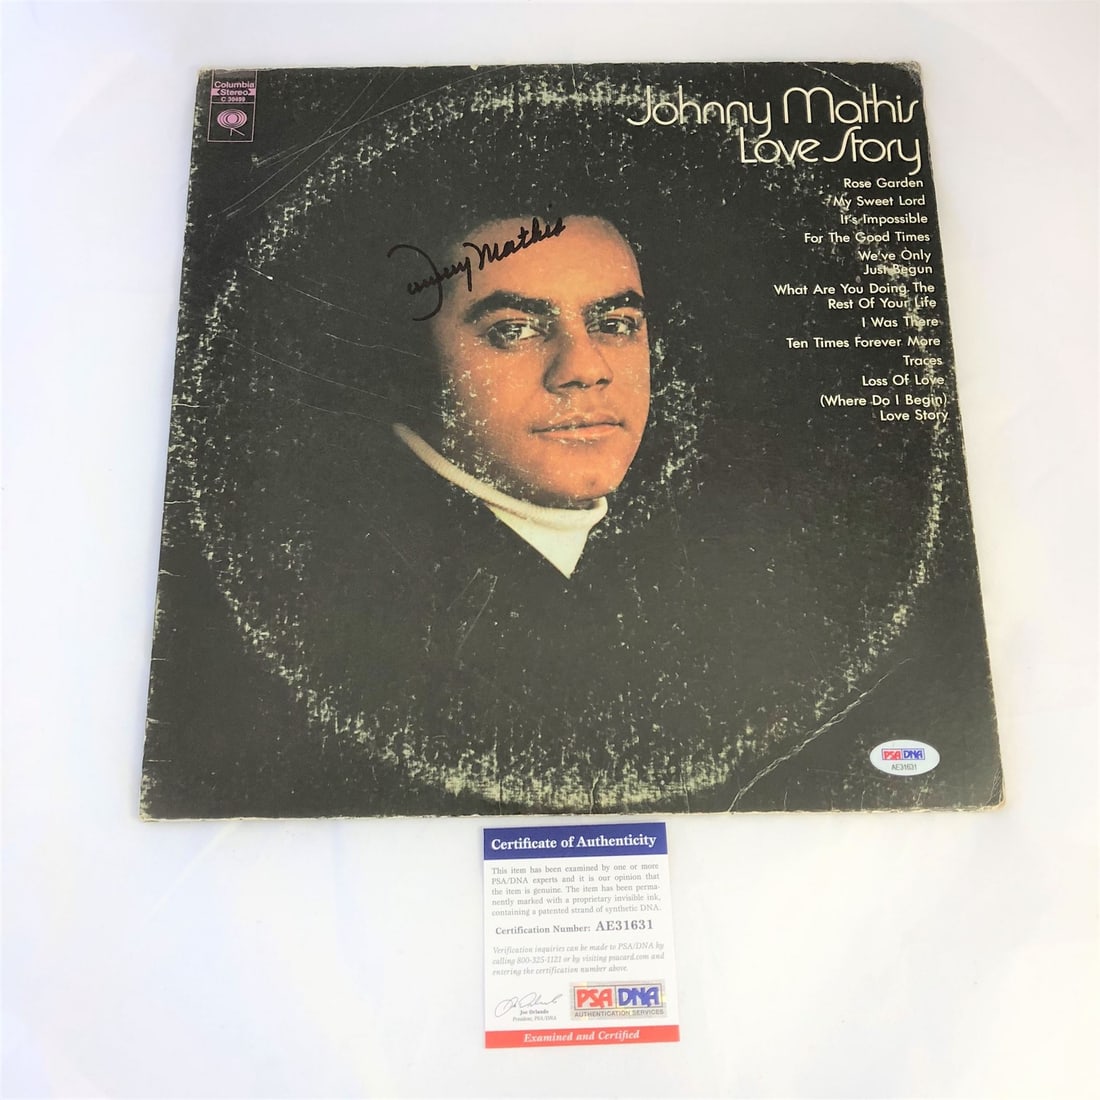 Columbia
Stereo
C 30499
Johnny Mathis
Love Story
Rose Garden
My Sweet Lord
It's Impossible
For The Good Times
We've Only
Just Begun
What Are You Doing The
Rest Of Your Life
I Was There
Ten Times Forever More
Traces
Loss Of Love
(Where Do I Begin)
Love Story
Johnny Mathis
PSA DNA
AE31631
Certificate of Authenticity
This item has been examined by one or more
PSA/DNA experts and it is our opinion that
the item is genuine. The item has been perma-
nently marked with a proprietary invisible ink,
containing a patented strand of synthetic DNA.
Certification Number: AE31631
Verification inquiries can be made to PSA/DNA by
calling 800-325-1121 or by visiting psacard.com and
entering the certification number above.
Joe Orlando
President, PSA/DNA
PSA DNA
AUTHENTICATION SERVICES
Examined and Certified